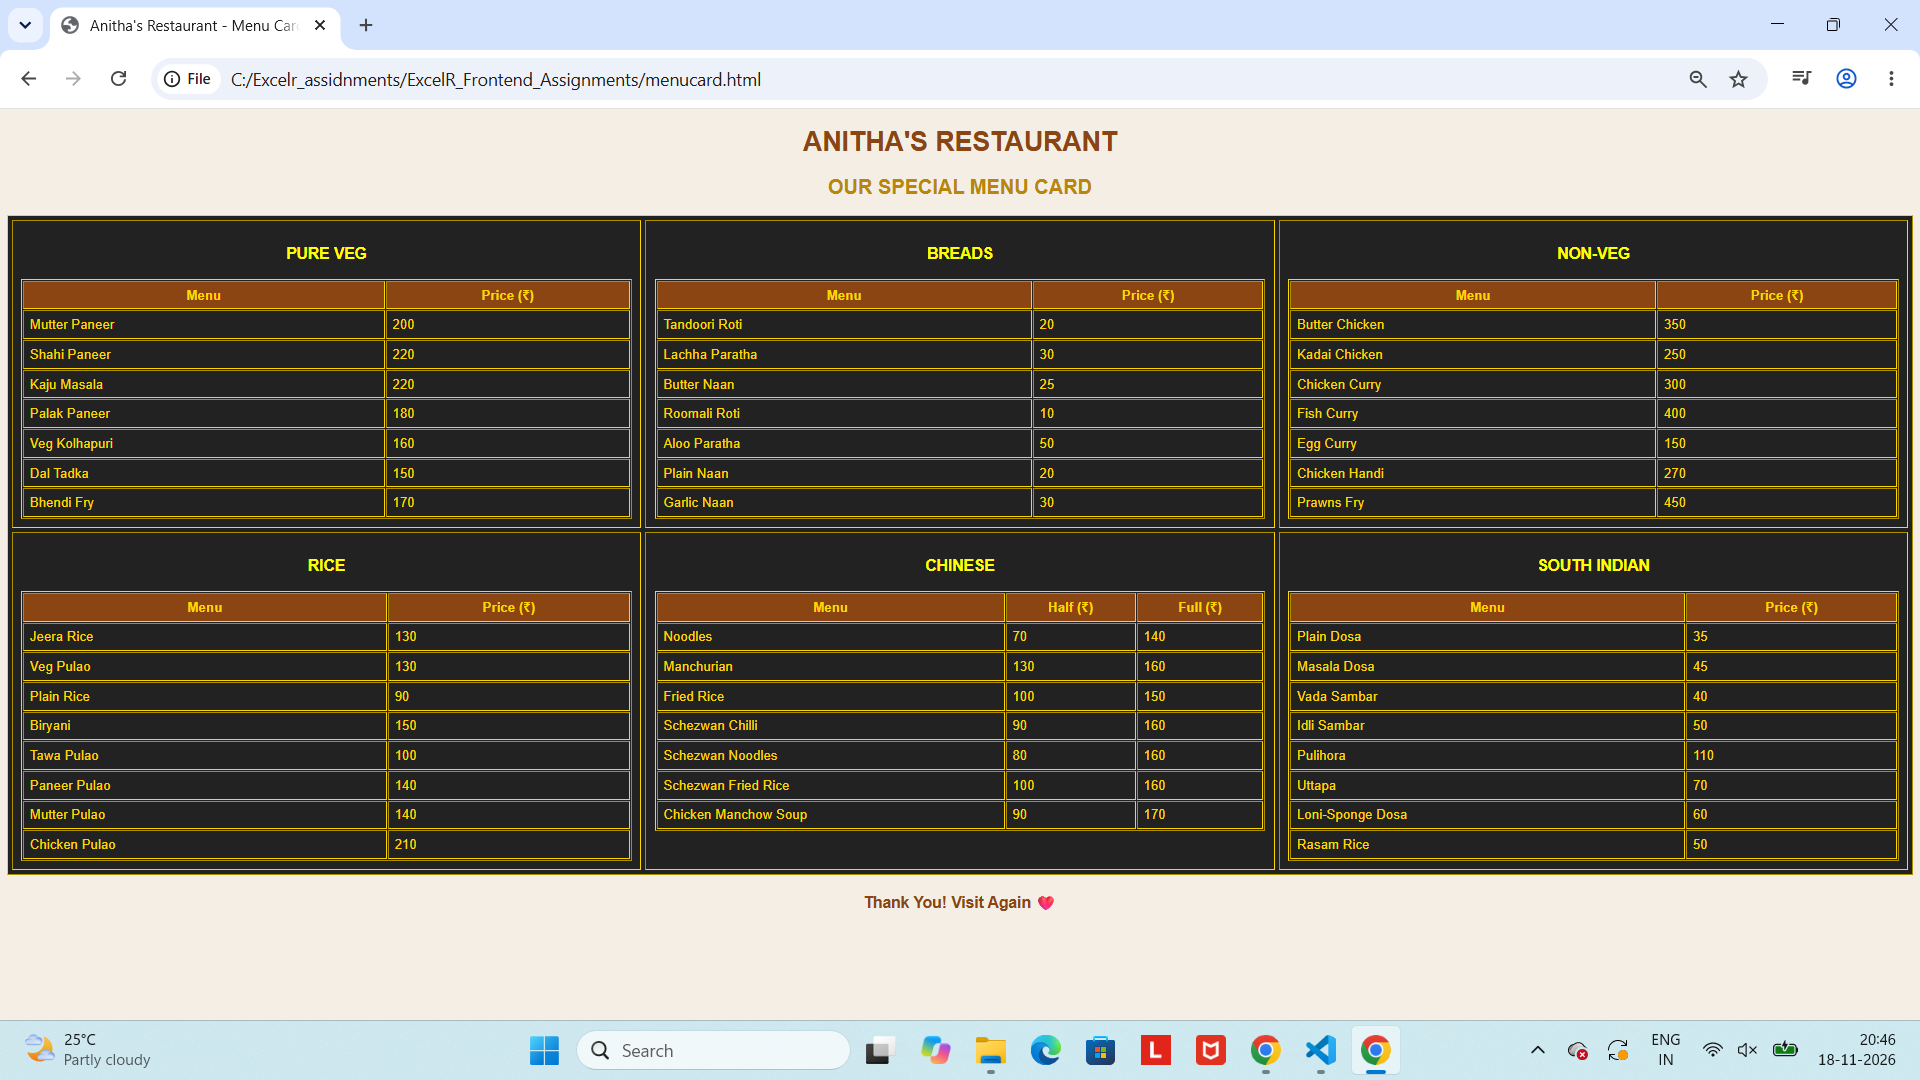 Anitha's Restaurant - Menu Car
File C:/Excelr_assidnments/ExcelR_Frontend_Assignments/menucard.html
ANITHA'S RESTAURANT
OUR SPECIAL MENU CARD
PURE VEG
Menu Price (₹)
Mutter Paneer 200
Shahi Paneer 220
Kaju Masala 220
Palak Paneer 180
Veg Kolhapuri 160
Dal Tadka 150
Bhendi Fry 170
BREADS
Menu Price (₹)
Tandoori Roti 20
Lachha Paratha 30
Butter Naan 25
Roomali Roti 10
Aloo Paratha 50
Plain Naan 20
Garlic Naan 30
NON-VEG
Menu Price (₹)
Butter Chicken 350
Kadai Chicken 250
Chicken Curry 300
Fish Curry 400
Egg Curry 150
Chicken Handi 270
Prawns Fry 450
RICE
Menu Price (₹)
Jeera Rice 130
Veg Pulao 130
Plain Rice 90
Biryani 150
Tawa Pulao 100
Paneer Pulao 140
Mutter Pulao 140
Chicken Pulao 210
CHINESE
Menu Half (₹) Full (₹)
Noodles 70 140
Manchurian 130 160
Fried Rice 100 150
Schezwan Chilli 90 160
Schezwan Noodles 80 160
Schezwan Fried Rice 100 160
Chicken Manchow Soup 90 170
SOUTH INDIAN
Menu Price (₹)
Plain Dosa 35
Masala Dosa 45
Vada Sambar 40
Idli Sambar 50
Pulihora 110
Uttapa 70
Loni-Sponge Dosa 60
Rasam Rice 50
Thank You! Visit Again
25°C
Partly cloudy
Search
L
ENG
IN
20:46
18-11-2026